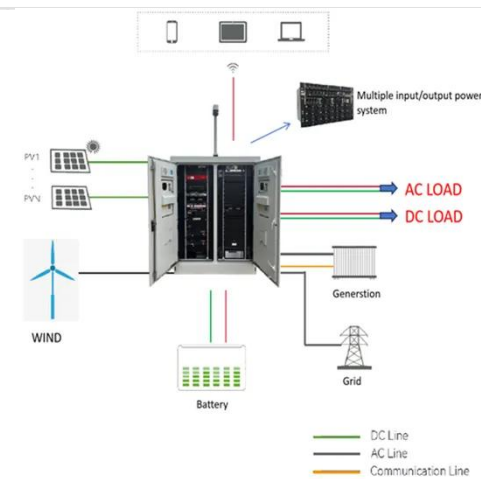 Multiple input/output power
system
PV1
PVN
AC LOAD
DC LOAD
WIND
Generstion
Grid
Battery
DC Line
AC Line
Communication Line